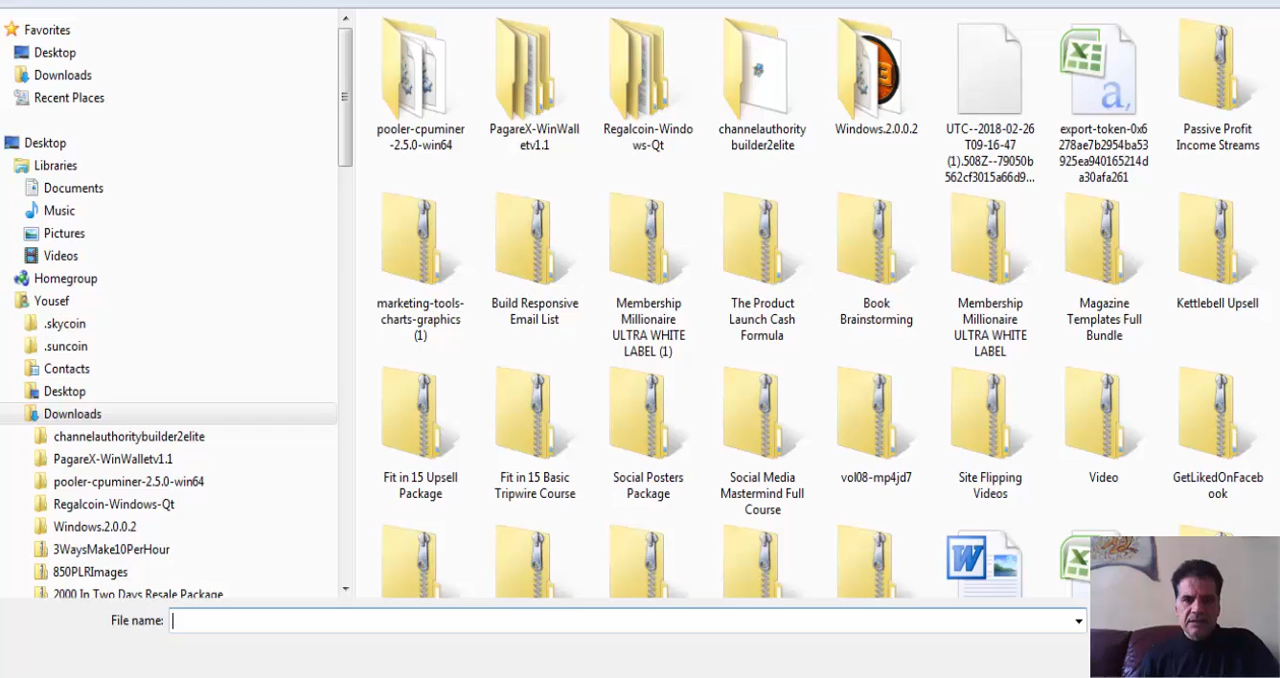 Favorites
Desktop
Downloads
Recent Places
Desktop
Libraries
Documents
Music
Pictures
Videos
Homegroup
Yousef
.skycoin
.suncoin
Contacts
Desktop
Downloads
channelauthoritybuilder2elite
PagareX-WinWalletv1.1
pooler-cpuminer-2.5.0-win64
Regalcoin-Windows-Qt
Windows.2.0.0.2
3WaysMake10PerHour
850PLRImages
2000 In Two Days Resale Package
pooler-cpuminer
-2.5.0-win64
PagareX-WinWall
etv1.1
Regalcoin-Windo
ws-Qt
channelauthority
builder2elite
Windows.2.0.0.2
UTC--2018-02-26
T09-16-47
(1).508Z--79050b
562cf3015a66d9...
export-token-0x6
278ae7b2954ba53
925ea940165214d
a30afa261
Passive Profit
Income Streams
marketing-tools-
charts-graphics
(1)
Build Responsive
Email List
Membership
Millionaire
ULTRA WHITE
LABEL (1)
The Product
Launch Cash
Formula
Book
Brainstorming
Membership
Millionaire
ULTRA WHITE
LABEL
Magazine
Templates Full
Bundle
Kettlebell Upsell
Fit in 15 Upsell
Package
Fit in 15 Basic
Tripwire Course
Social Posters
Package
Social Media
Mastermind Full
Course
vol08-mp4jd7
Site Flipping
Videos
Video
GetLikedOnFaceb
ook
File name: